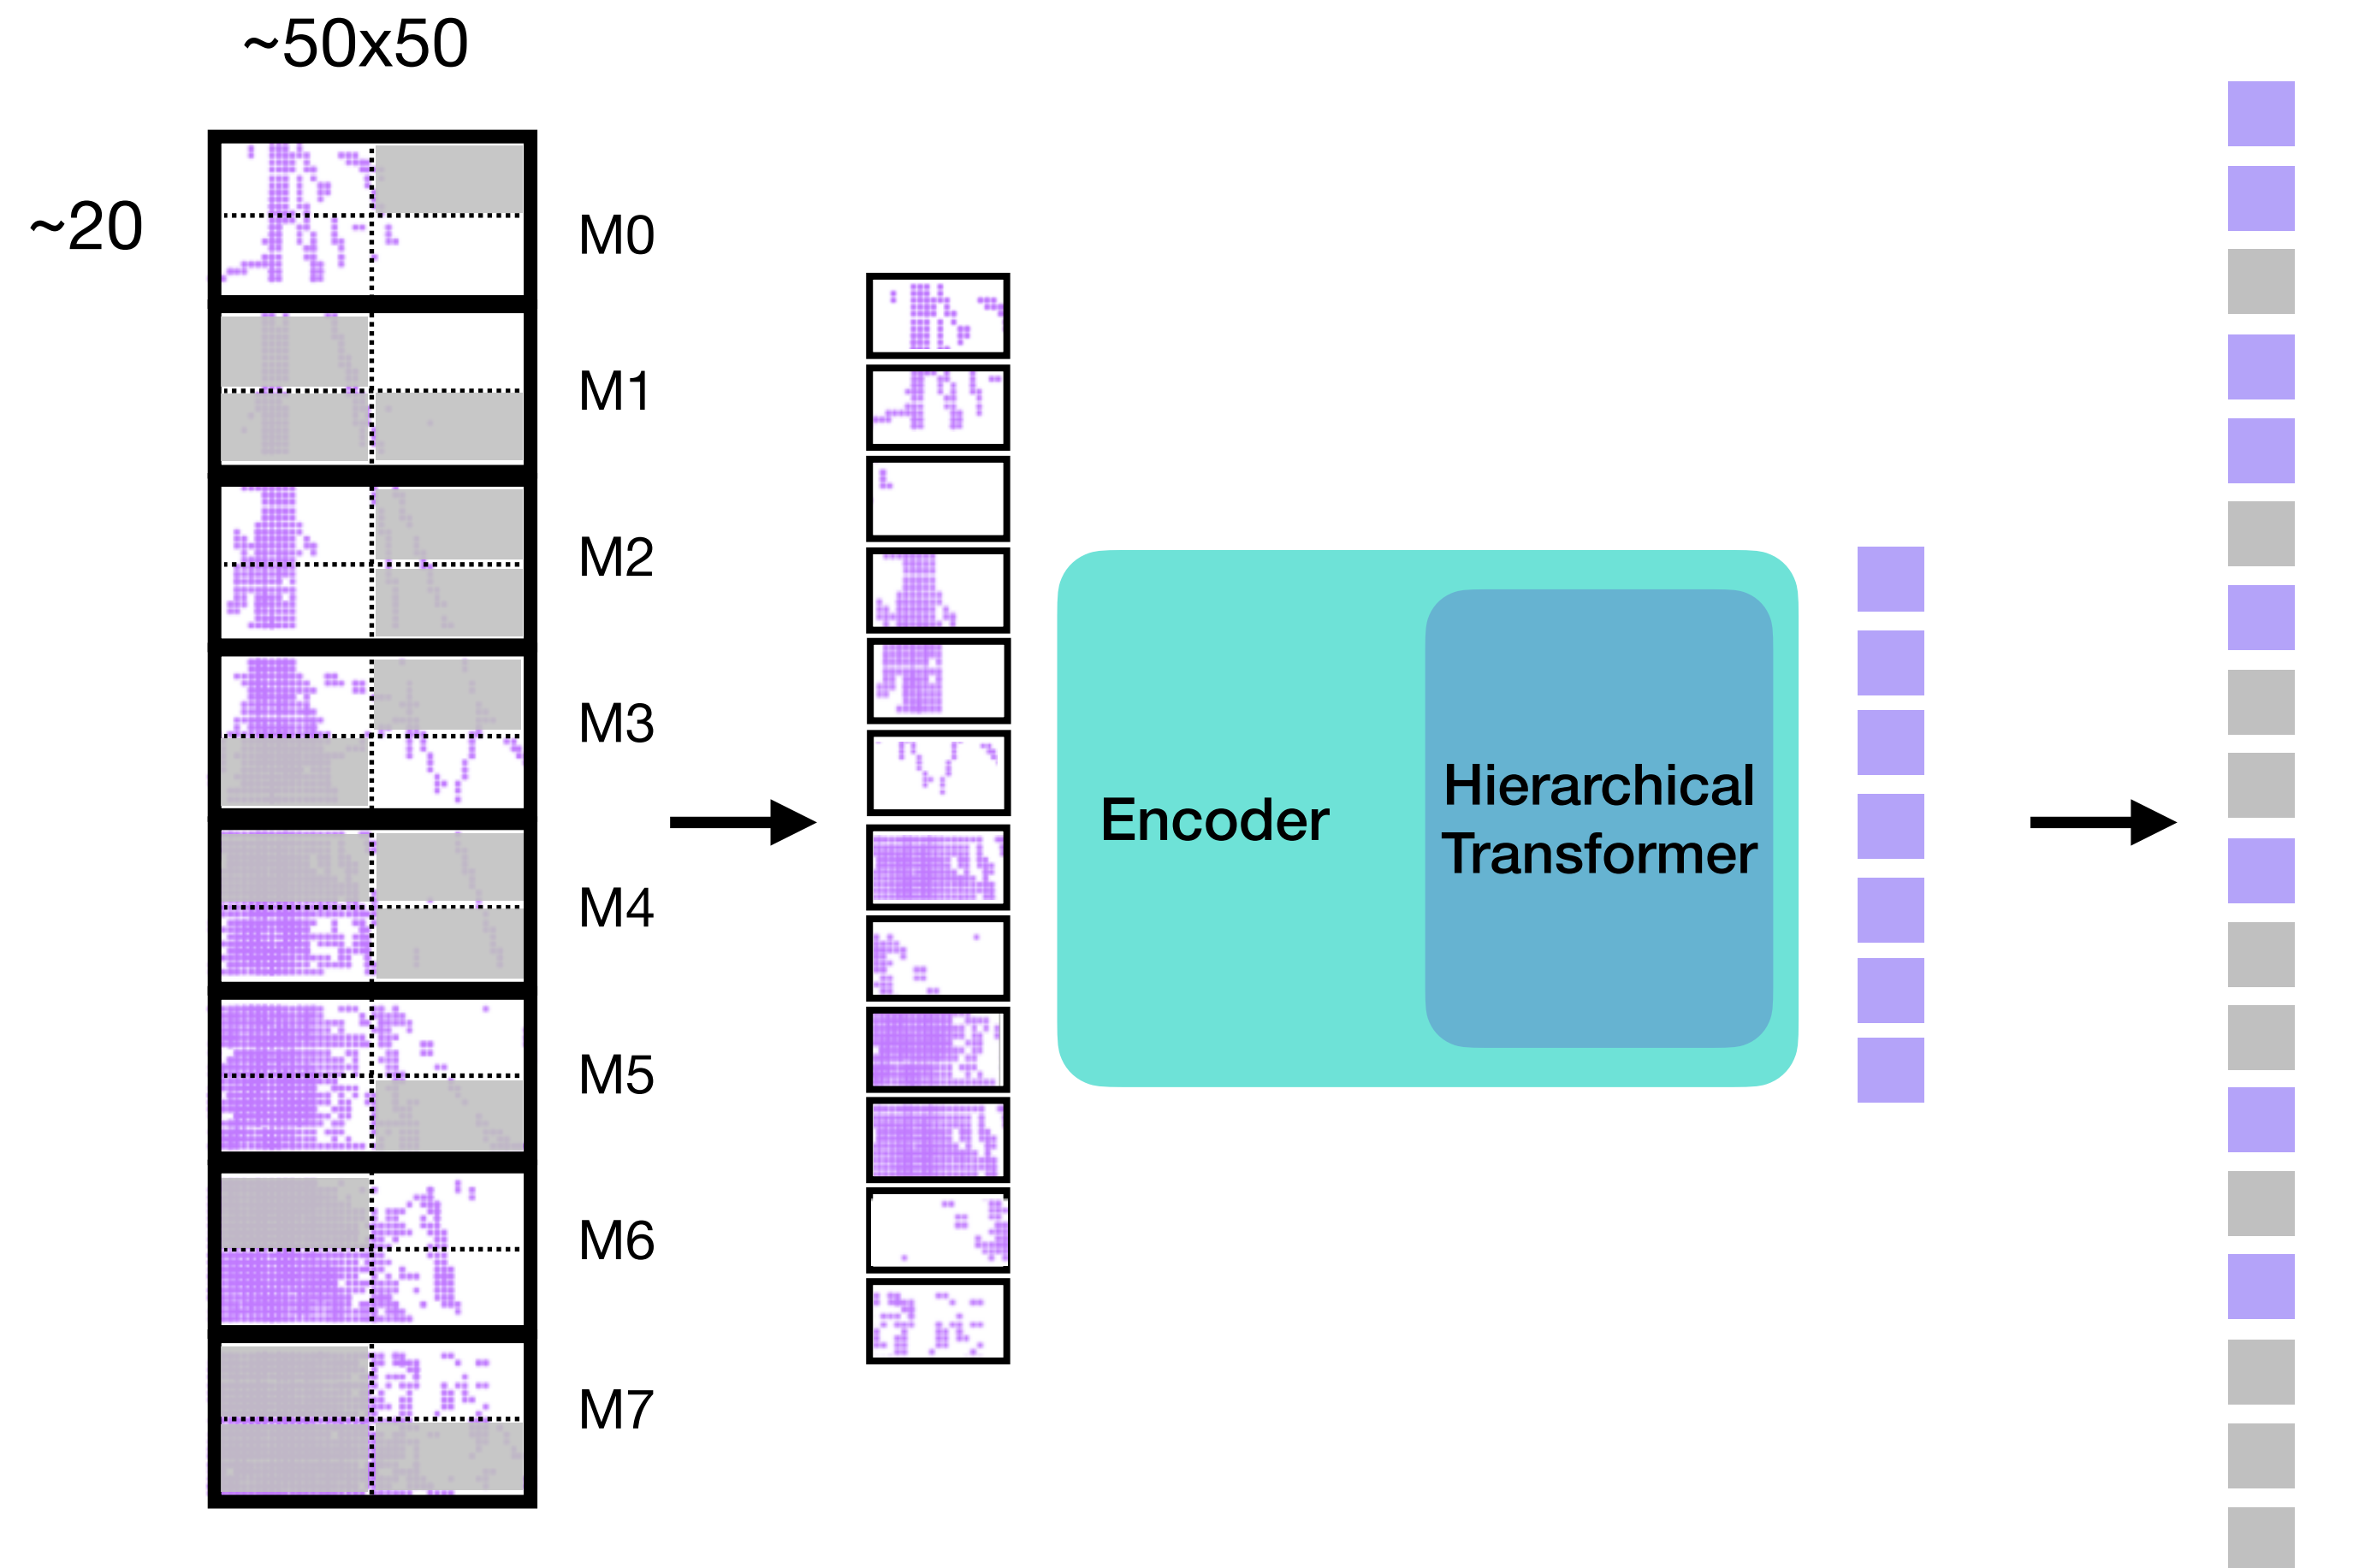 ~50x50
~20
M0
M1
M2
M3
M4
M5
M6
M7
Encoder
Hierarchical
Transformer